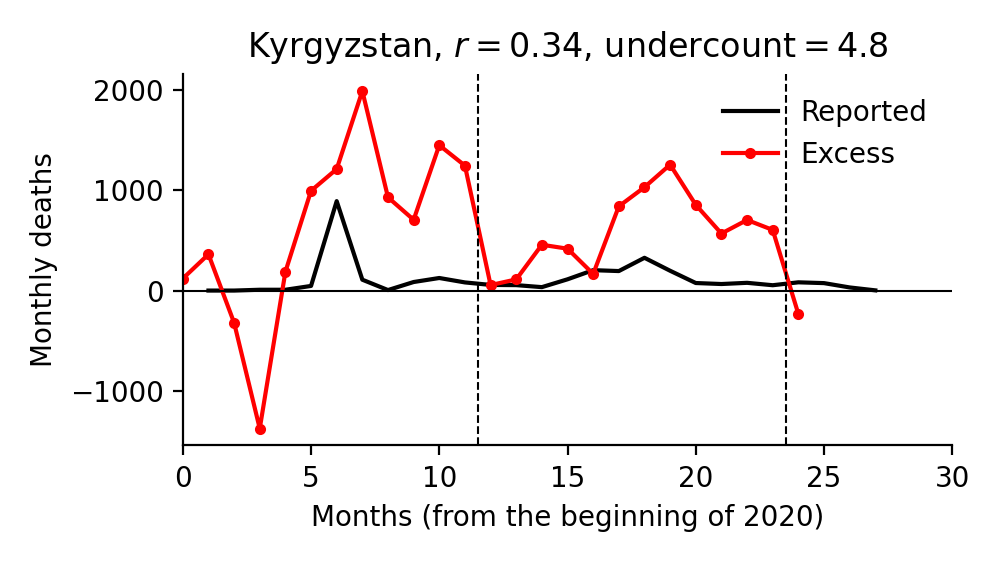 Kyrgyzstan, r = 0.34, undercount = 4.8
Reported
Excess
Monthly deaths
2000
1000
0
−1000
0 5 10 15 20 25 30
Months (from the beginning of 2020)